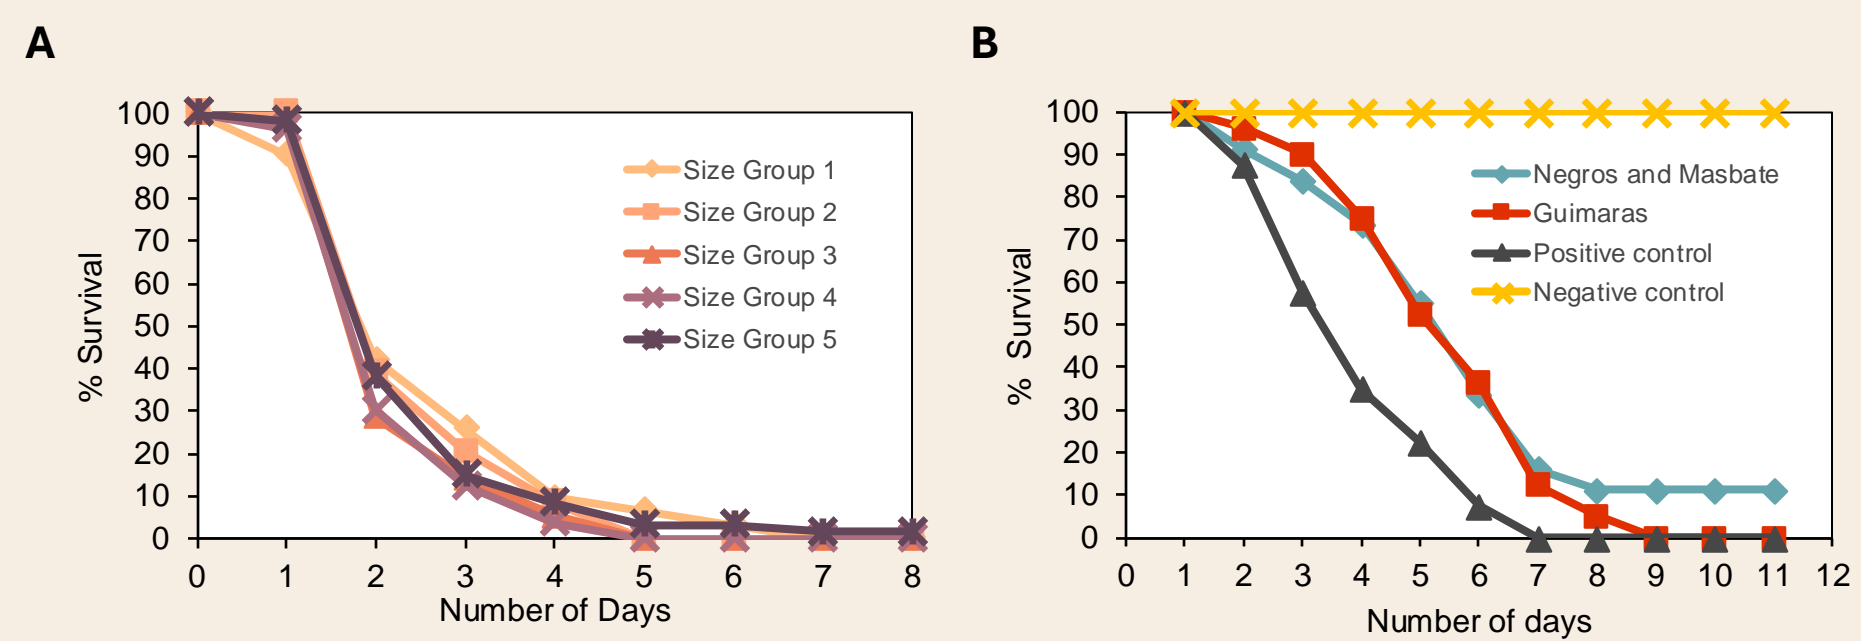 A
% Survival
100
90
80
70
60
50
40
30
20
10
0
Size Group 1
Size Group 2
Size Group 3
Size Group 4
Size Group 5
0 1 2 3 4 5 6 7 8
Number of Days
B
% Survival
100
90
80
70
60
50
40
30
20
10
0
Negros and Masbate
Guimaras
Positive control
Negative control
0 1 2 3 4 5 6 7 8 9 10 11 12
Number of days